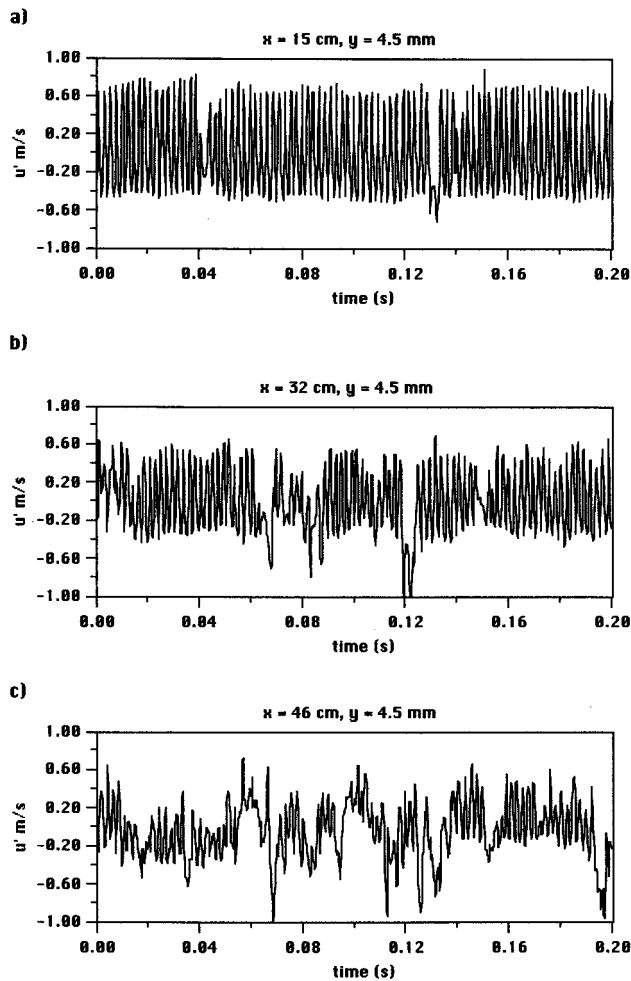 a)
x = 15 cm, y = 4.5 mm
1.00
0.60
0.20
-0.20
-0.60
-1.00
u' m/s
0.00 0.04 0.08 0.12 0.16 0.20
time (s)
b)
x = 32 cm, y = 4.5 mm
1.00
0.60
0.20
-0.20
-0.60
-1.00
u' m/s
0.00 0.04 0.08 0.12 0.16 0.20
time (s)
c)
x = 46 cm, y = 4.5 mm
1.00
0.60
0.20
-0.20
-0.60
-1.00
u' m/s
0.00 0.04 0.08 0.12 0.16 0.20
time (s)